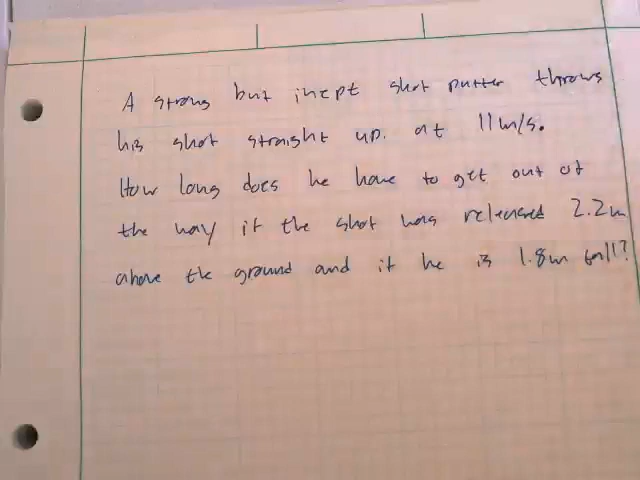 A strong but inept shot putter throws
his shot straight up. at 11m/s.
How long does he have to get out of
the way if the shot was released 2.2m
above the ground and if he is 1.8m tall?